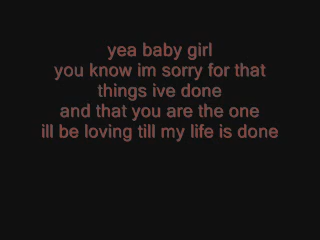 yea baby girl
you know im sorry for that
things ive done
and that you are the one
ill be loving till my life is done